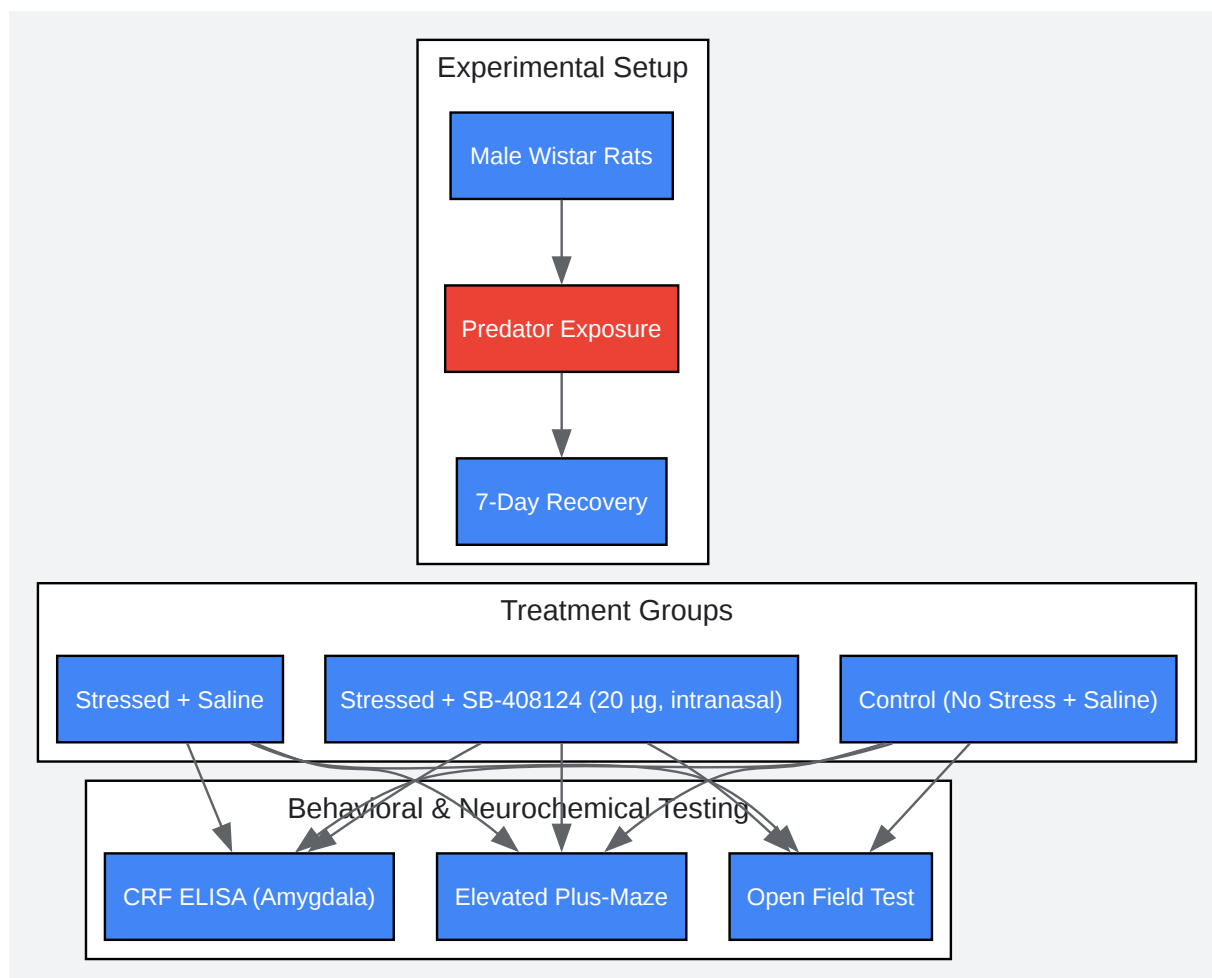 Experimental Setup
Male Wistar Rats
Predator Exposure
7-Day Recovery
Treatment Groups
Stressed + Saline
Stressed + SB-408124 (20 µg, intranasal)
Control (No Stress + Saline)
Behavioral & Neurochemical Testing
CRF ELISA (Amygdala)
Elevated Plus-Maze
Open Field Test